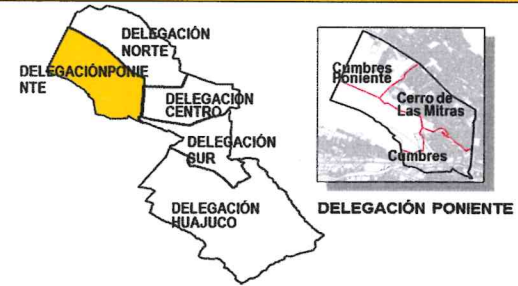 DELEGACIÓN
NORTE
DELEGACIÓNPONIE
NTE
DELEGACIÓN
CENTRO
DELEGACIÓN
SUR
DELEGACIÓN
HUAJUCO
Cumbres
Poniente
Cerro de
Las Mitras
Cumbres
DELEGACIÓN PONIENTE